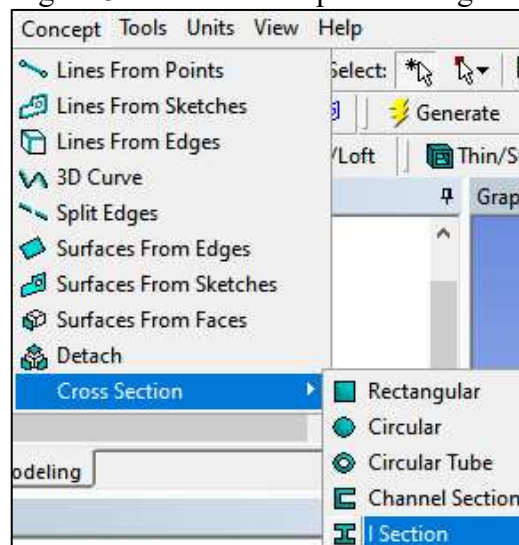 Concept Tools Units View Help
Lines From Points
Select:
Lines From Sketches
Generate
Lines From Edges
/Loft
Thin/S
3D Curve
Grap
Split Edges
Surfaces From Edges
Surfaces From Sketches
Surfaces From Faces
Detach
Cross Section
Rectangular
Circular
Circular Tube
odeling
Channel Section
I Section